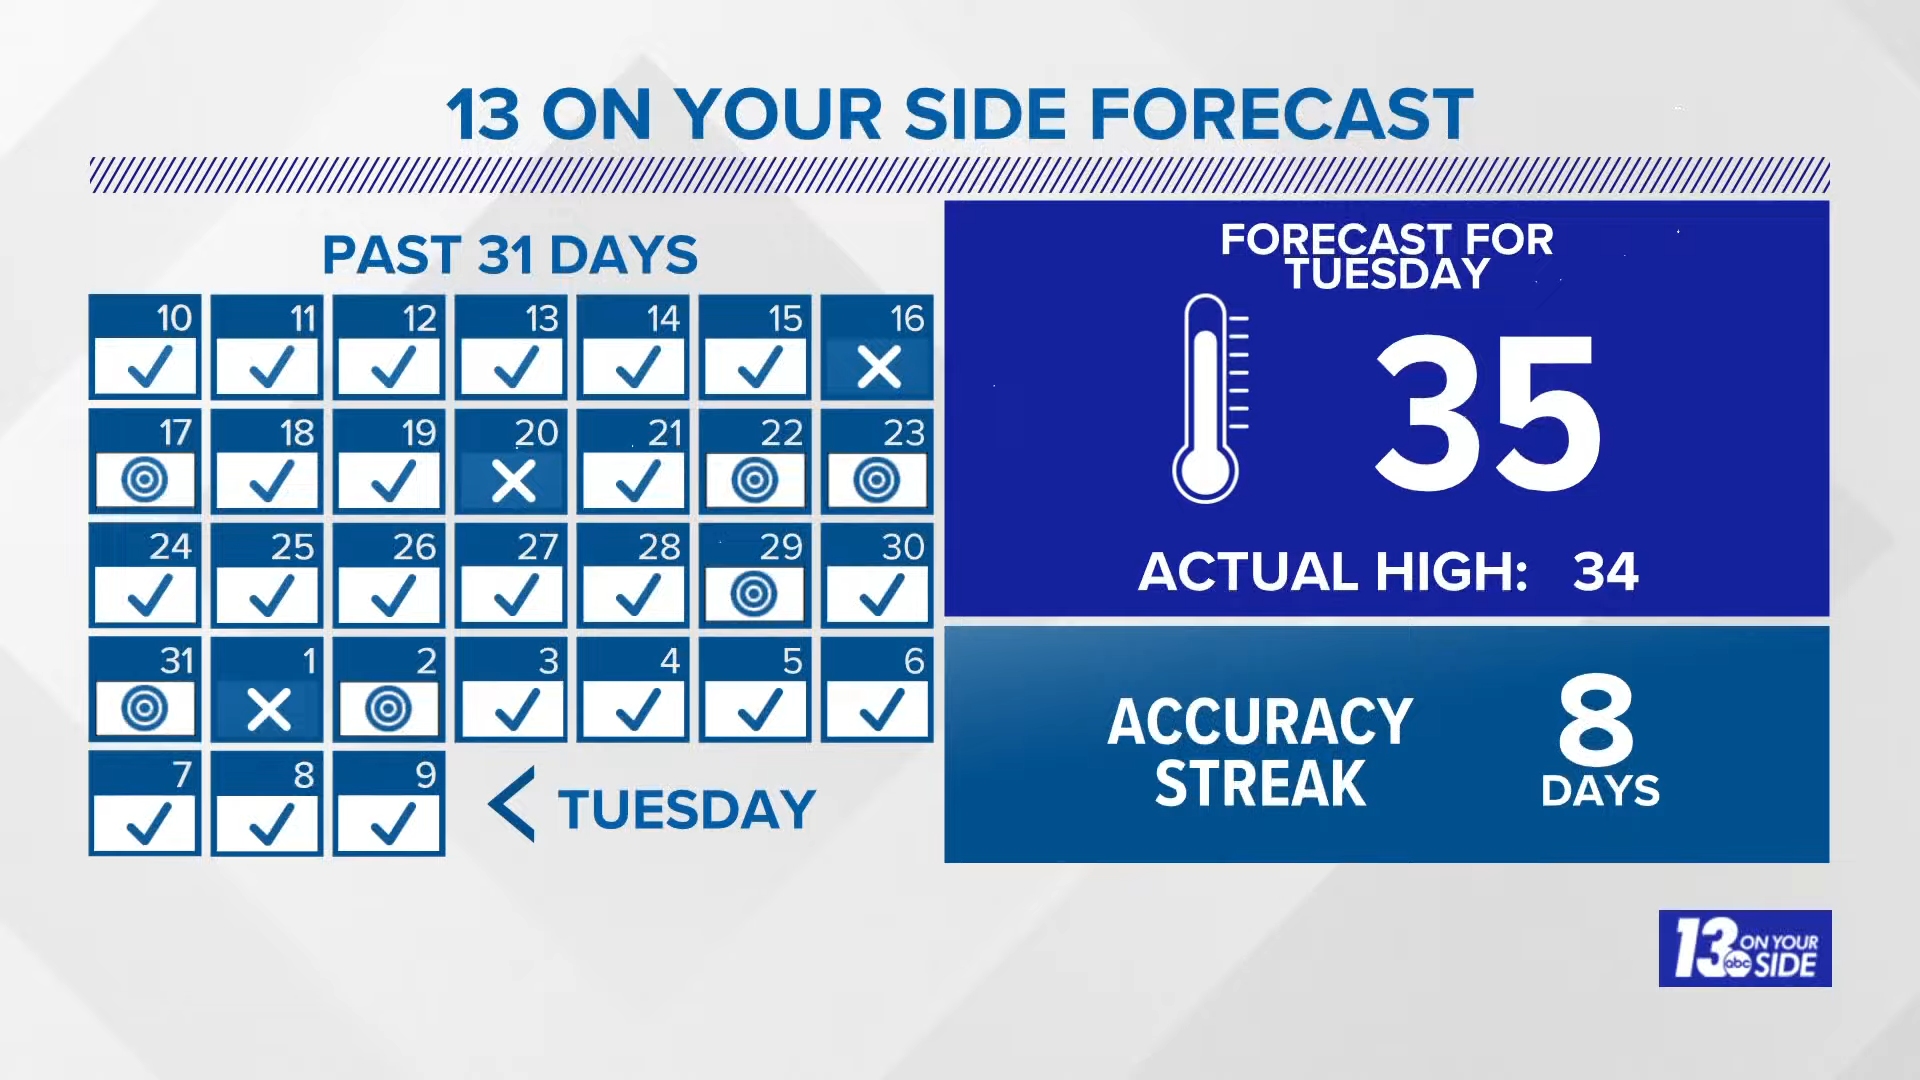 13 ON YOUR SIDE FORECAST
PAST 31 DAYS
10 11 12 13 14 15 16
17 18 19 20 21 22 23
24 25 26 27 28 29 30
31 1 2 3 4 5 6
7 8 9
TUESDAY
FORECAST FOR
TUESDAY
35
ACTUAL HIGH: 34
ACCURACY
STREAK
8
DAYS
13 ON YOUR
abc SIDE